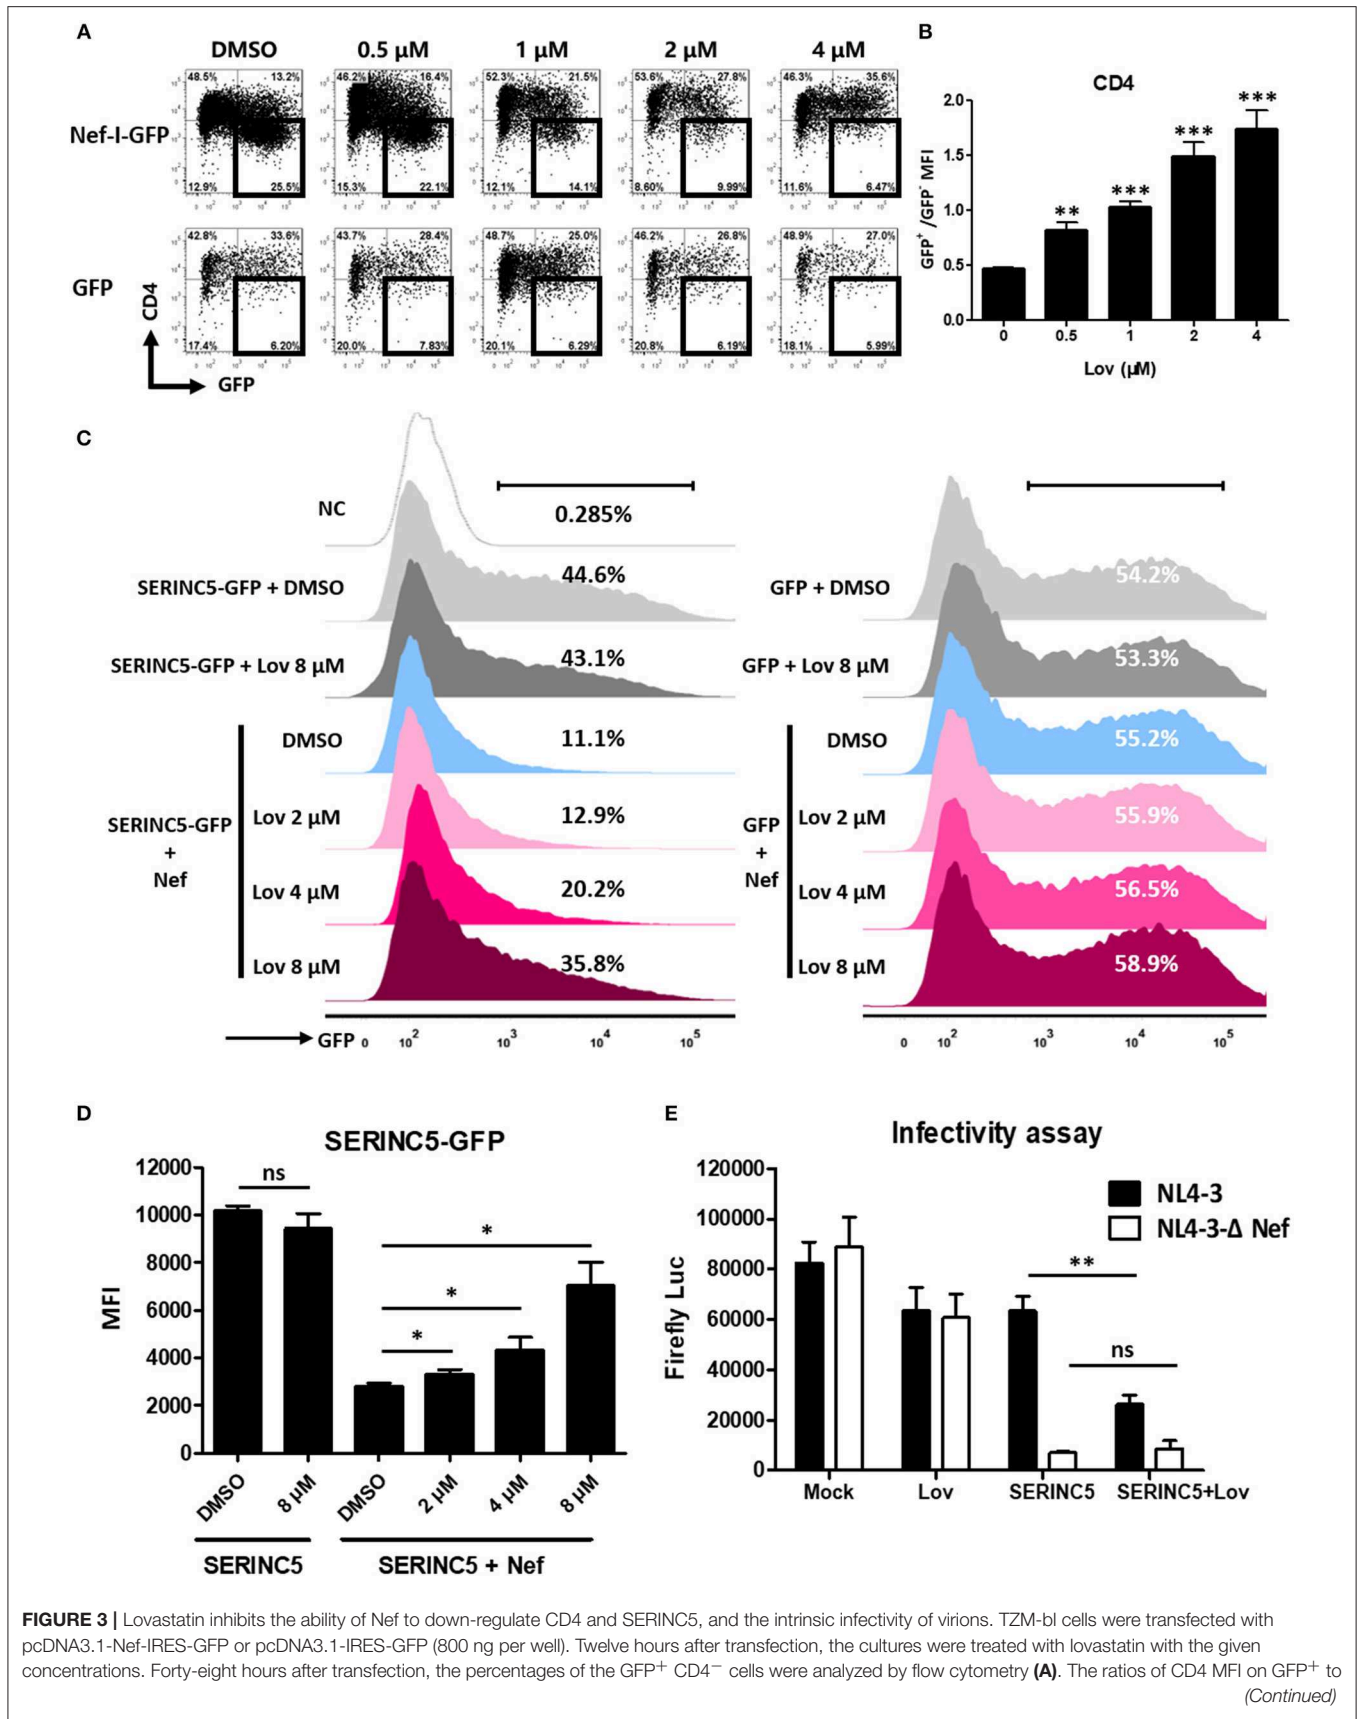 A
DMSO 0.5 µM 1 µM 2 µM 4 µM
Nef-I-GFP
48.5% 13.2% 46.2% 16.4% 52.3% 21.5% 53.6% 27.8% 46.3% 35.6%
12.9% 25.5% 15.3% 22.1% 12.1% 14.1% 8.60% 9.99% 11.6% 6.47%
GFP
42.8% 33.6% 43.7% 28.4% 48.7% 25.0% 46.2% 26.8% 48.9% 27.0%
17.4% 6.20% 20.0% 7.83% 20.1% 6.29% 20.8% 6.19% 18.1% 5.99%
CD4
GFP
B
CD4
GFP⁺/GFP⁻ MFI
2.0
1.5
1.0
0.5
0.0
** *** *** ***
0 0.5 1 2 4
Lov (µM)
C
NC 0.285%
SERINC5-GFP + DMSO 44.6%
SERINC5-GFP + Lov 8 µM 43.1%
SERINC5-GFP
+
Nef
DMSO 11.1%
Lov 2 µM 12.9%
Lov 4 µM 20.2%
Lov 8 µM 35.8%
GFP 0 10² 10³ 10⁴ 10⁵
GFP + DMSO 54.2%
GFP + Lov 8 µM 53.3%
GFP
+
Nef
DMSO 55.2%
Lov 2 µM 55.9%
Lov 4 µM 56.5%
Lov 8 µM 58.9%
0 10² 10³ 10⁴ 10⁵
D
SERINC5-GFP
MFI
12000
10000
8000
6000
4000
2000
0
ns
*
*
*
DMSO 8 µM DMSO 2 µM 4 µM 8 µM
SERINC5 SERINC5 + Nef
E
Infectivity assay
Firefly Luc
120000
100000
80000
60000
40000
20000
0
NL4-3
NL4-3-Δ Nef
**
ns
Mock Lov SERINC5 SERINC5+Lov
FIGURE 3 | Lovastatin inhibits the ability of Nef to down-regulate CD4 and SERINC5, and the intrinsic infectivity of virions. TZM-bl cells were transfected with
pcDNA3.1-Nef-IRES-GFP or pcDNA3.1-IRES-GFP (800 ng per well). Twelve hours after transfection, the cultures were treated with lovastatin with the given
concentrations. Forty-eight hours after transfection, the percentages of the GFP⁺ CD4⁻ cells were analyzed by flow cytometry (A). The ratios of CD4 MFI on GFP⁺ to
(Continued)